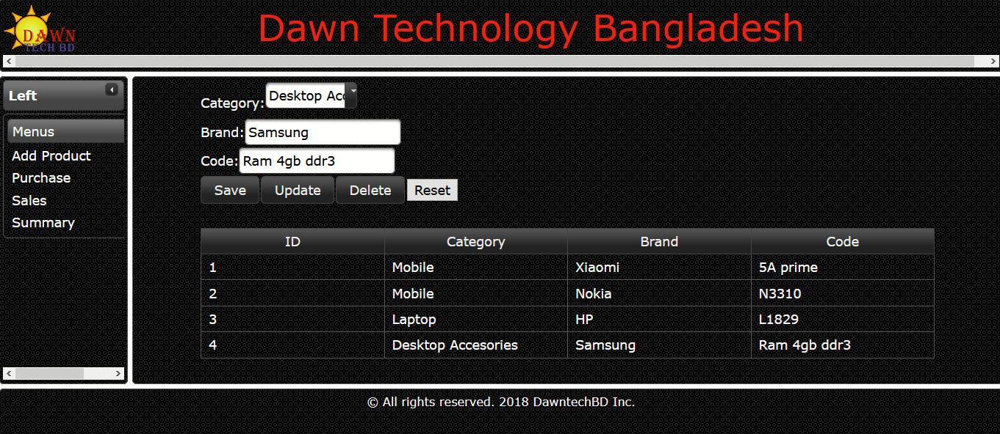 DAWN
TECH BD
Dawn Technology Bangladesh
Left
Menus
Add Product
Purchase
Sales
Summary
Category: Desktop Acc
Brand: Samsung
Code: Ram 4gb ddr3
Save Update Delete Reset
ID Category Brand Code
1 Mobile Xiaomi 5A prime
2 Mobile Nokia N3310
3 Laptop HP L1829
4 Desktop Accesories Samsung Ram 4gb ddr3
© All rights reserved. 2018 DawntechBD Inc.